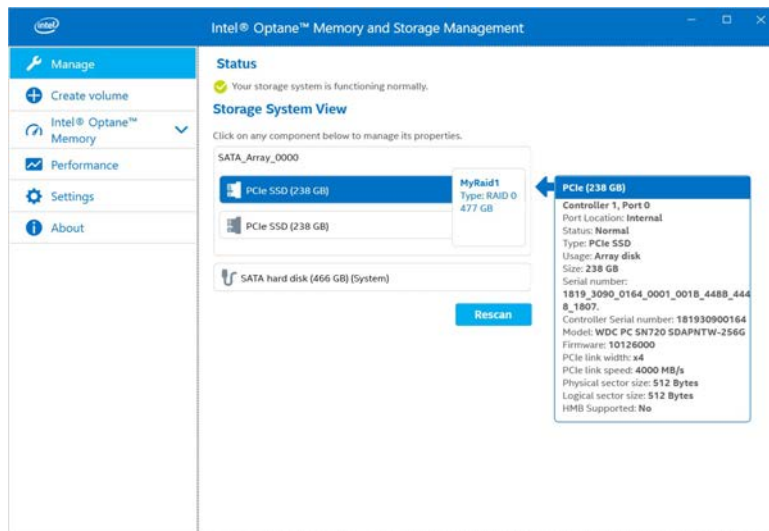 intel
Intel® Optane™ Memory and Storage Management
Manage
Create volume
Intel® Optane™
Memory
Performance
Settings
About
Status
Your storage system is functioning normally.
Storage System View
Click on any component below to manage its properties.
SATA_Array_0000
PCIe SSD (238 GB)
PCIe SSD (238 GB)
MyRaid1
Type: RAID 0
477 GB
SATA hard disk (466 GB) (System)
Rescan
PCIe (238 GB)
Controller 1, Port 0
Port Location: Internal
Status: Normal
Type: PCIe SSD
Usage: Array disk
Size: 238 GB
Serial number:
1819_3090_0164_0001_001B_448B_444
8_1807.
Controller Serial number: 181930900164
Model: WDC PC SN720 SDAPNTW-256G
Firmware: 10126000
PCIe link width: x4
PCIe link speed: 4000 MB/s
Physical sector size: 512 Bytes
Logical sector size: 512 Bytes
HMB Supported: No